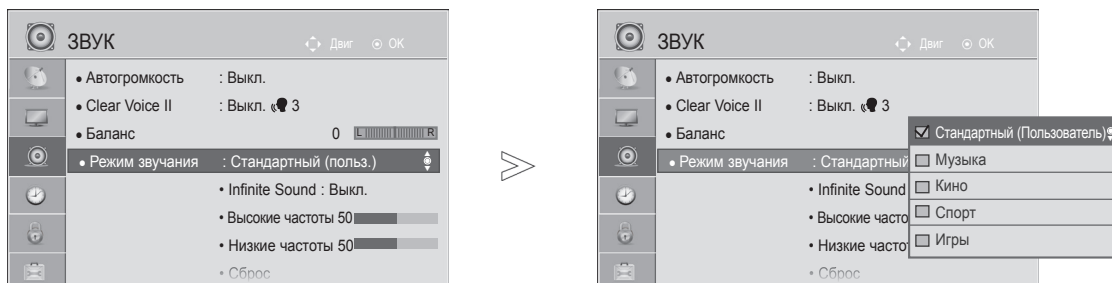 ЗВУК Двиг OK
• Автогромкость : Выкл.
• Clear Voice II : Выкл. 3
• Баланс 0 L R
• Режим звучания : Стандартный (польз.)
• Infinite Sound : Выкл.
• Высокие частоты 50
• Низкие частоты 50
• Сброс
ЗВУК Двиг OK
• Автогромкость : Выкл.
• Clear Voice II : Выкл. 3
• Баланс
• Режим звучания : Стандартный
• Infinite Sound
• Высокие часто
• Низкие часто
• Сброс
Стандартный (Пользователь)
Музыка
Кино
Спорт
Игры